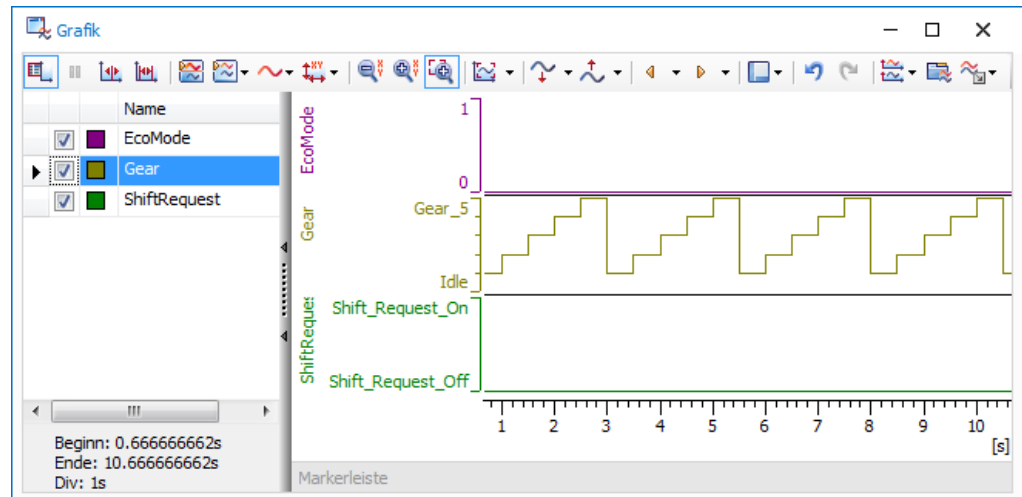 Grafik
Name
EcoMode
Gear
ShiftRequest
Beginn: 0.666666662s
Ende: 10.666666662s
Div: 1s
EcoMode
1
0
Gear
Gear_5
Idle
ShiftReques
Shift_Request_On
Shift_Request_Off
1 2 3 4 5 6 7 8 9 10
[s]
Markerleiste